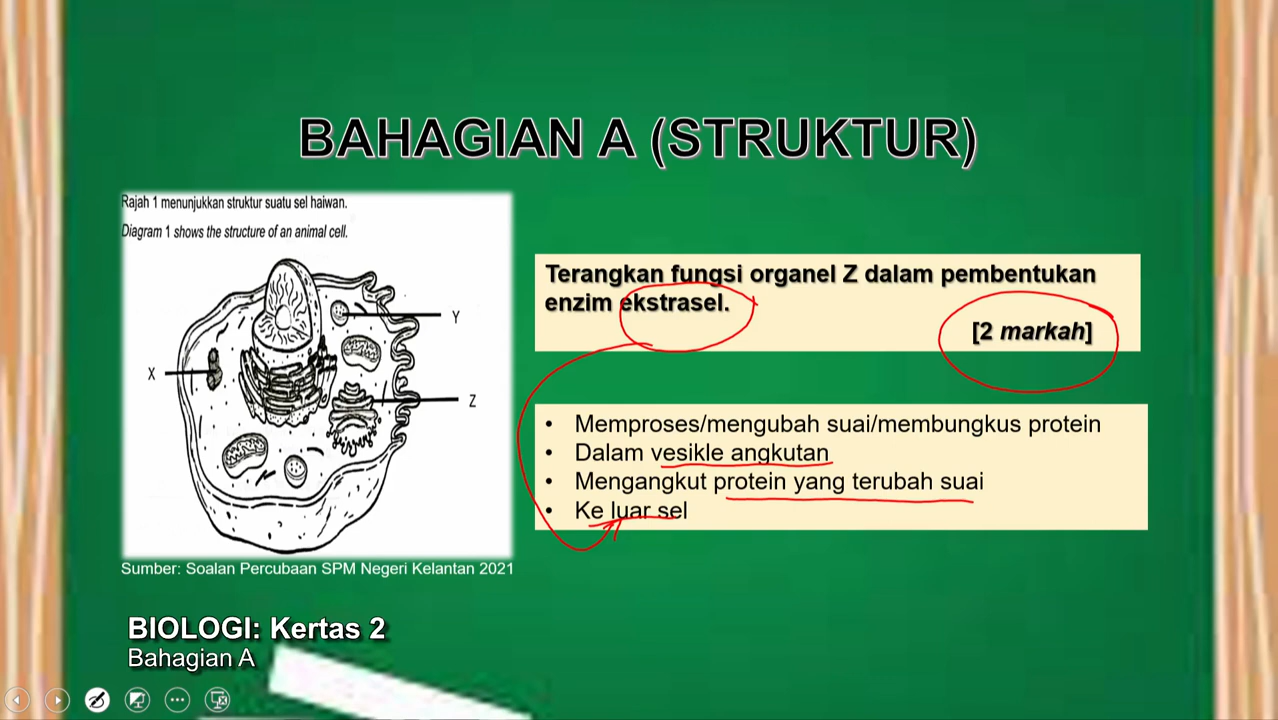 BAHAGIAN A (STRUKTUR)
Rajah 1 menunjukkan struktur suatu sel haiwan.
Diagram 1 shows the structure of an animal cell.
X
Y
Z
Sumber: Soalan Percubaan SPM Negeri Kelantan 2021
Terangkan fungsi organel Z dalam pembentukan
enzim ekstrasel.
[2 markah]
• Memproses/mengubah suai/membungkus protein
• Dalam vesikle angkutan
• Mengangkut protein yang terubah suai
• Ke luar sel
BIOLOGI: Kertas 2
Bahagian A